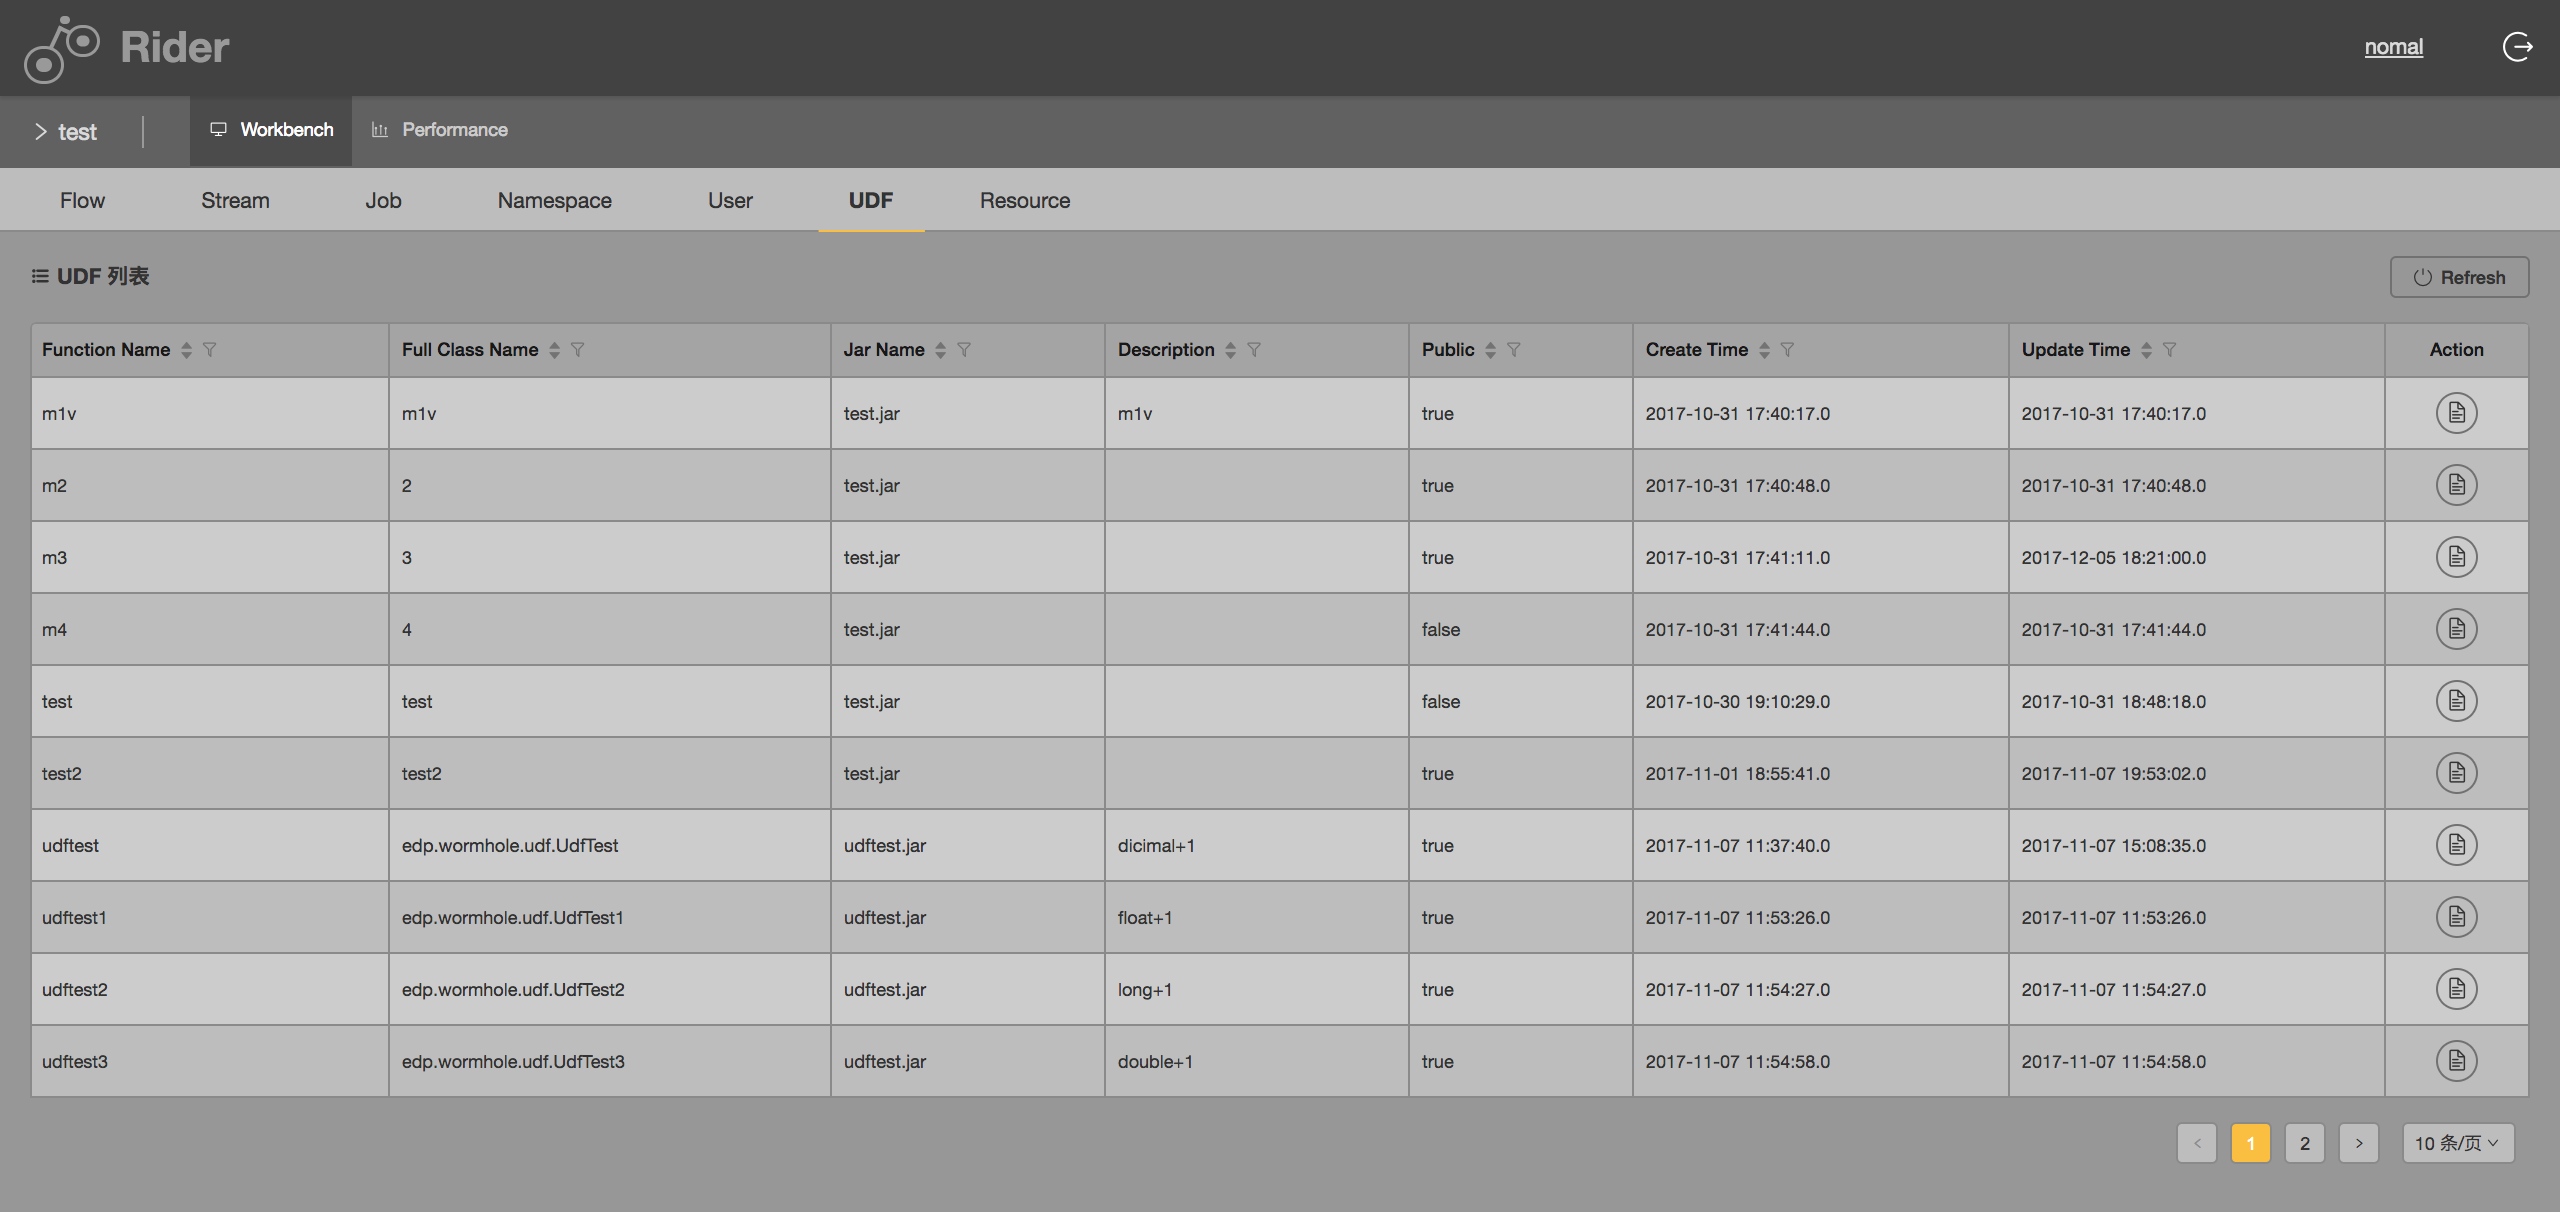 Rider
nomal
test
Workbench Performance
Flow Stream Job Namespace User UDF Resource
UDF 列表
Refresh
Function Name Full Class Name Jar Name Description Public Create Time Update Time Action
m1v m1v test.jar m1v true 2017-10-31 17:40:17.0 2017-10-31 17:40:17.0
m2 2 test.jar true 2017-10-31 17:40:48.0 2017-10-31 17:40:48.0
m3 3 test.jar true 2017-10-31 17:41:11.0 2017-12-05 18:21:00.0
m4 4 test.jar false 2017-10-31 17:41:44.0 2017-10-31 17:41:44.0
test test test.jar false 2017-10-30 19:10:29.0 2017-10-31 18:48:18.0
test2 test2 test.jar true 2017-11-01 18:55:41.0 2017-11-07 19:53:02.0
udftest edp.wormhole.udf.UdfTest udftest.jar dicimal+1 true 2017-11-07 11:37:40.0 2017-11-07 15:08:35.0
udftest1 edp.wormhole.udf.UdfTest1 udftest.jar float+1 true 2017-11-07 11:53:26.0 2017-11-07 11:53:26.0
udftest2 edp.wormhole.udf.UdfTest2 udftest.jar long+1 true 2017-11-07 11:54:27.0 2017-11-07 11:54:27.0
udftest3 edp.wormhole.udf.UdfTest3 udftest.jar double+1 true 2017-11-07 11:54:58.0 2017-11-07 11:54:58.0
1 2 10 条/页